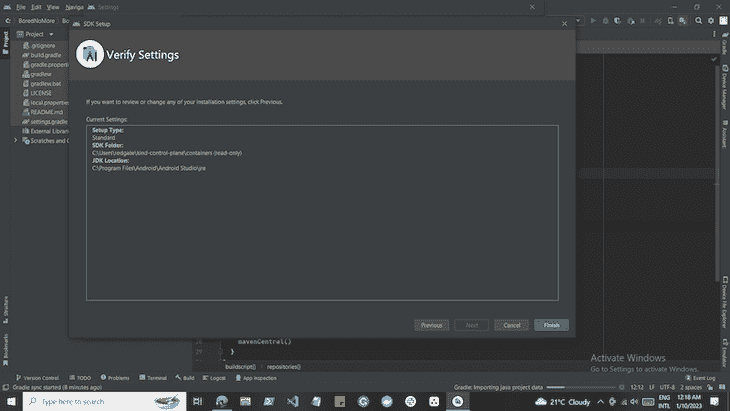 File Edit View Naviga Settings
BoredNoMore
SDK Setup
Project
Project
Verify Settings
.gitignore
build.gradle
gradle.properti
gradlew
gradlew.bat
LICENSE
local.properties
README.md
settings.gradle
External Librari
Scratches and C
If you want to review or change any of your installation settings, click Previous.
Current Settings:
Setup Type:
Standard
SDK Folder:
C:\Users\redgate\kind-control-plane\containers (read-only)
JDK Location:
C:\Program Files\Android\Android Studio\jre
Previous Next Cancel Finish
Gradle
Device Manager
Assistant
Device File Explorer
Emulator
Structure
Bookmarks
28 mavenCentral()
29 }
buildscript{} repositories{}
Activate Windows
Go to Settings to activate Windows.
Version Control TODO Problems Terminal Build Logcat App Inspection Event Log
Gradle sync started (8 minutes ago) Gradle: Importing java project data 12:12 LF UTF-8 2 spaces
Type here to search 21°C Cloudy ENG INTL 12:18 AM 1/10/2023